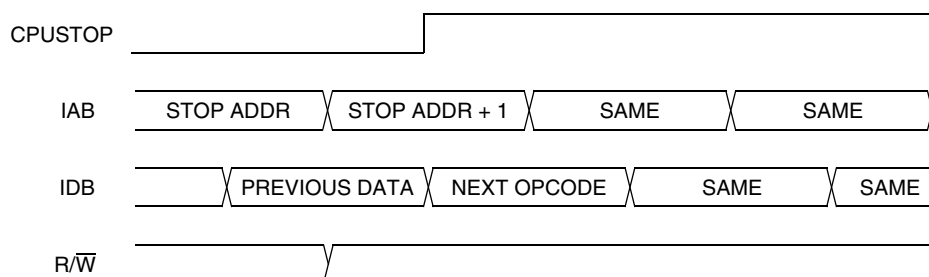 CPUSTOP
IAB STOP ADDR STOP ADDR + 1 SAME SAME
IDB PREVIOUS DATA NEXT OPCODE SAME SAME
R/W̅